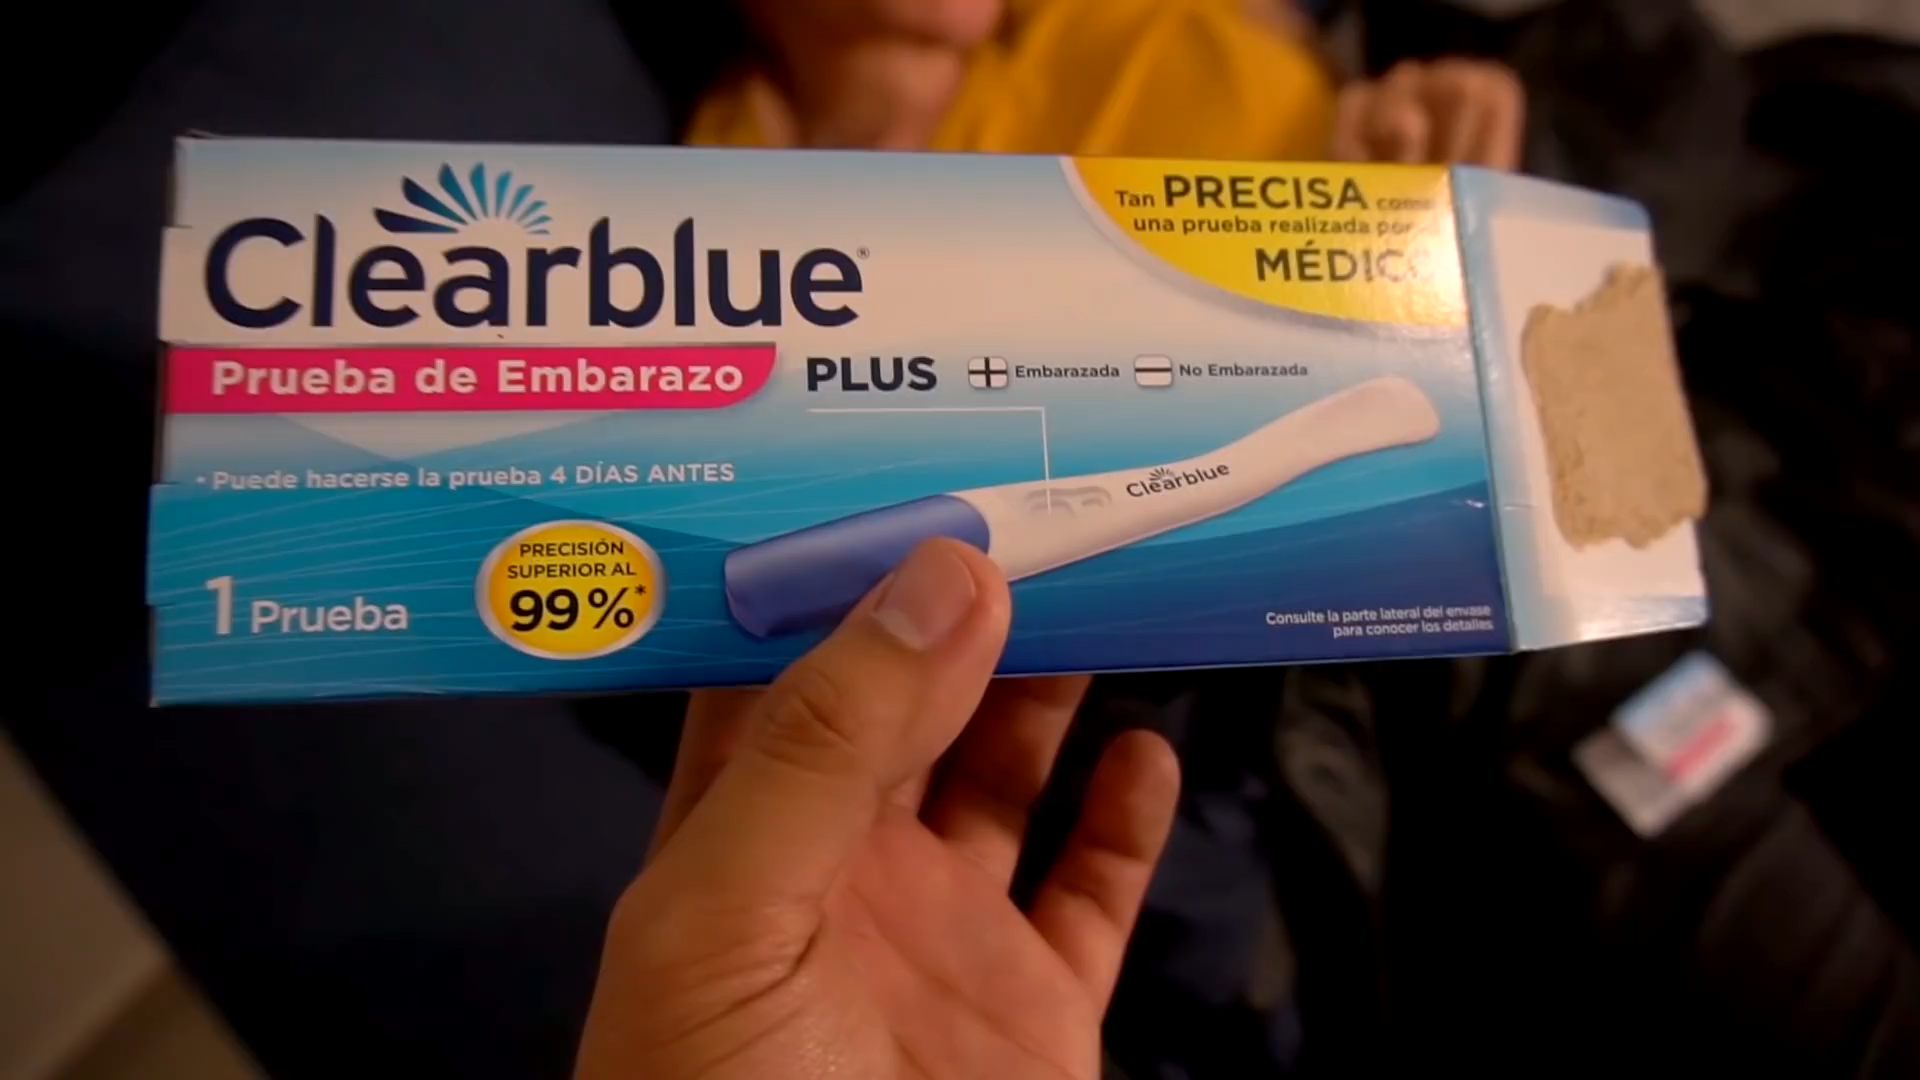 Clearblue®
Tan PRECISA como
una prueba realizada por
MÉDICO
Prueba de Embarazo
PLUS
Embarazada
No Embarazada
• Puede hacerse la prueba 4 DÍAS ANTES
Clearblue
PRECISIÓN
SUPERIOR AL
99%*
1 Prueba
Consulte la parte lateral del envase
para conocer los detalles